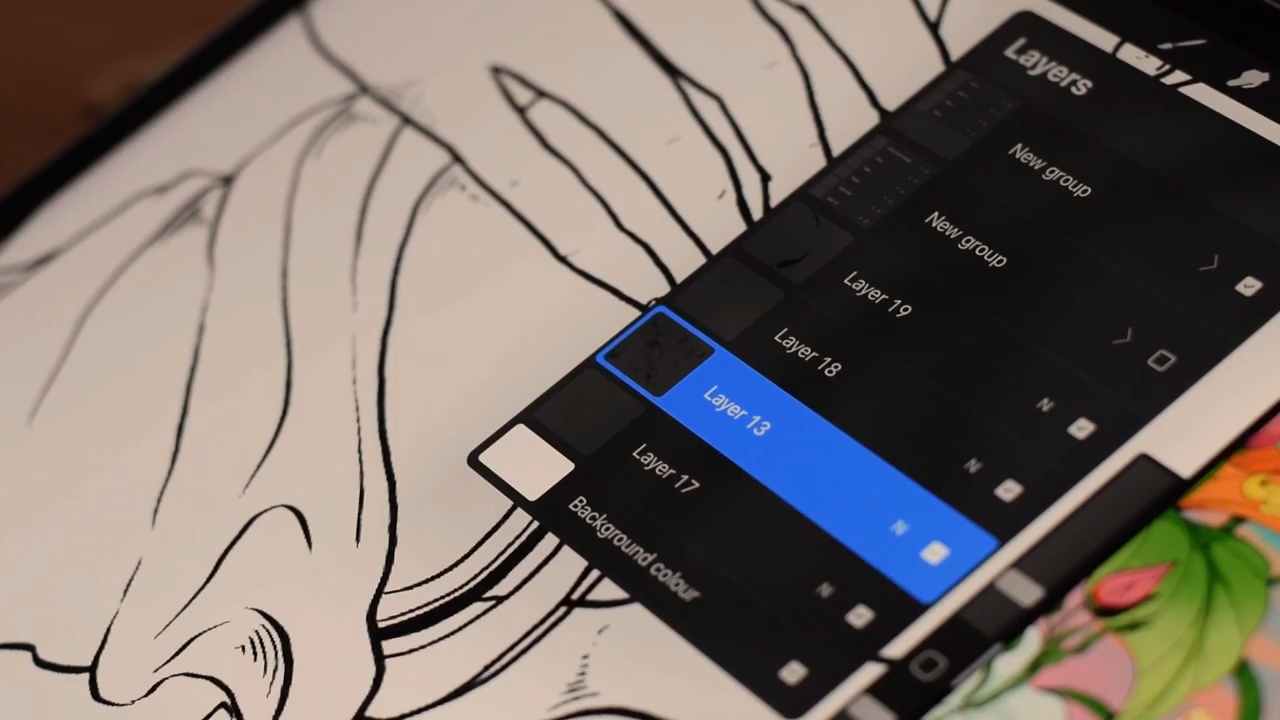 Layers
New group
New group
Layer 19
N
Layer 18
N
Layer 13
N
Layer 17
N
Background colour